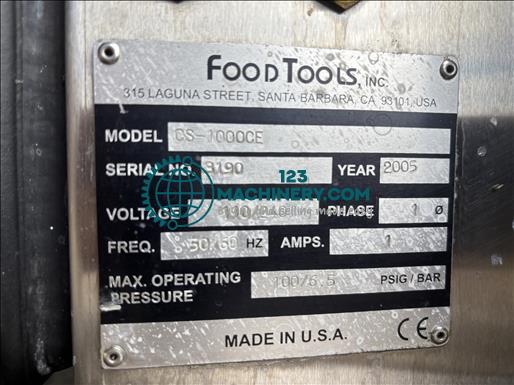 FOODTOOLS, INC.
315 LAGUNA STREET, SANTA BARBARA, CA 93101, USA
MODEL CS-1000CE
SERIAL NO. 3190 YEAR 2005
123
MACHINERY.COM
VOLTAGE PHASE 1 Ø
FREQ. 50/60 HZ AMPS. 1
MAX. OPERATING
PRESSURE 100/6.5 PSIG / BAR
MADE IN U.S.A. CE